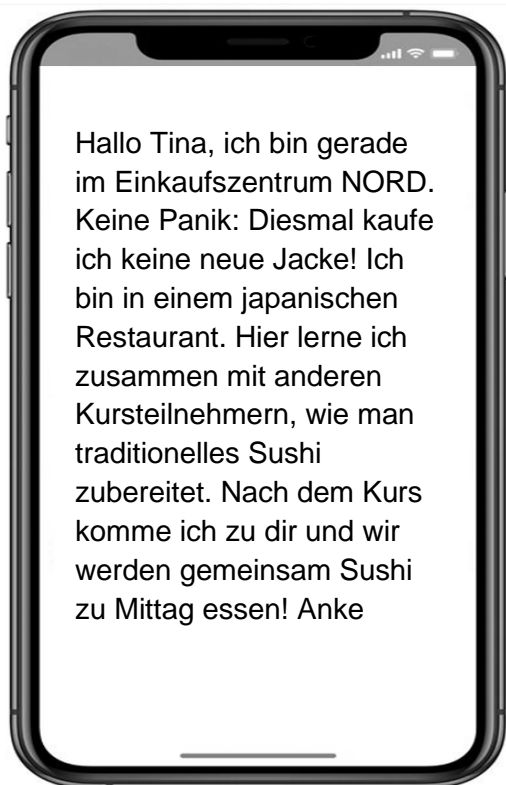 Hallo Tina, ich bin gerade
im Einkaufszentrum NORD.
Keine Panik: Diesmal kaufe
ich keine neue Jacke! Ich
bin in einem japanischen
Restaurant. Hier lerne ich
zusammen mit anderen
Kursteilnehmern, wie man
traditionelles Sushi
zubereitet. Nach dem Kurs
komme ich zu dir und wir
werden gemeinsam Sushi
zu Mittag essen! Anke